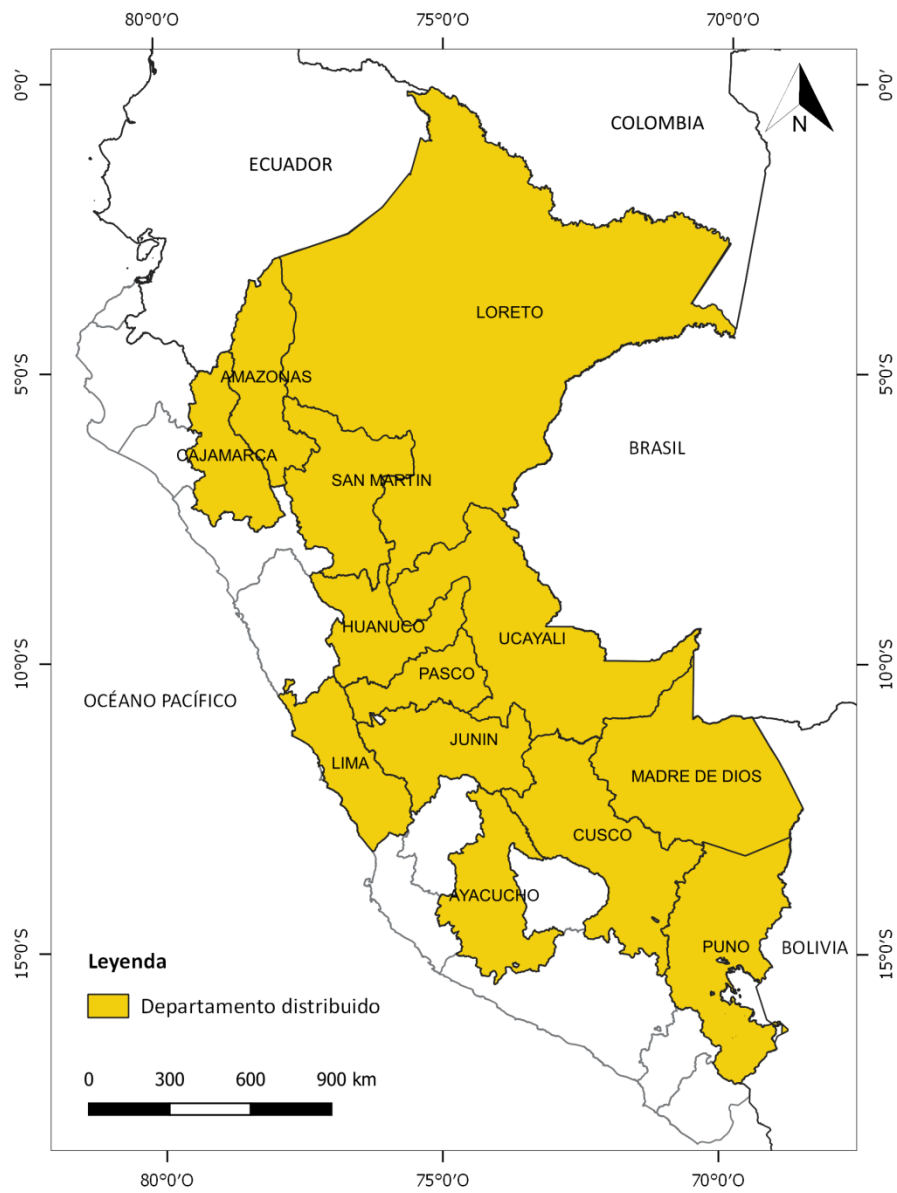 80°0'O 75°0'O 70°0'O
0°0'
0°0'
COLOMBIA
N
ECUADOR
LORETO
5°0'S
5°0'S
AMAZONAS
BRASIL
CAJAMARCA
SAN MARTIN
HUANUCO
UCAYALI
10°0'S
10°0'S
PASCO
OCÉANO PACÍFICO
JUNIN
LIMA
MADRE DE DIOS
CUSCO
AYACUCHO
PUNO
BOLIVIA
15°0'S
15°0'S
Leyenda
Departamento distribuido
0 300 600 900 km
80°0'O 75°0'O 70°0'O